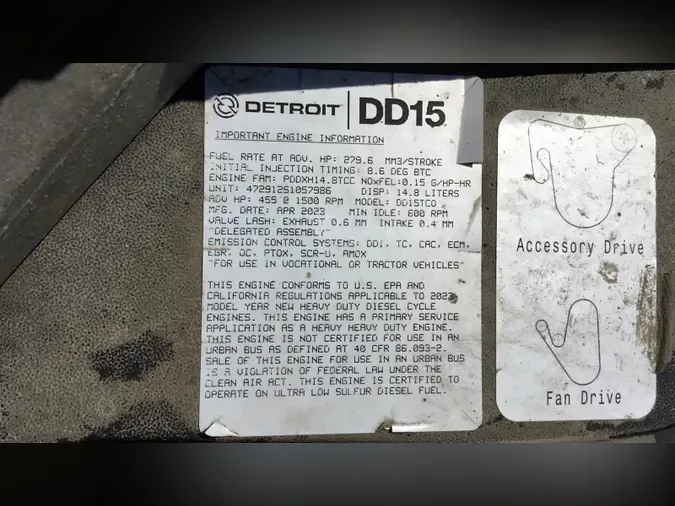 DETROIT DD15
IMPORTANT ENGINE INFORMATION
FUEL RATE AT ADV. HP: 279.6 MM3/STROKE
INITIAL INJECTION TIMING: 8.6 DEG BTC
ENGINE FAM: PDDXH14.8TCC NOxFEL:0.15 G/HP-HR
UNIT: 472912S1057986 DISP: 14.8 LITERS
ADV HP: 455 @ 1500 RPM MODEL: DD15TCO
MFG. DATE: APR 2023 MIN IDLE: 600 RPM
VALVE LASH: EXHAUST 0.6 MM INTAKE 0.4 MM
"DELEGATED ASSEMBLY"
EMISSION CONTROL SYSTEMS: DDI, TC, CAC, ECM,
EGR, OC, PTOX, SCR-U, AMOX
"FOR USE IN VOCATIONAL OR TRACTOR VEHICLES"
THIS ENGINE CONFORMS TO U.S. EPA AND
CALIFORNIA REGULATIONS APPLICABLE TO 2023
MODEL YEAR NEW HEAVY DUTY DIESEL CYCLE
ENGINES. THIS ENGINE HAS A PRIMARY SERVICE
APPLICATION AS A HEAVY HEAVY DUTY ENGINE.
THIS ENGINE IS NOT CERTIFIED FOR USE IN AN
URBAN BUS AS DEFINED AT 40 CFR 86.093-2.
SALE OF THIS ENGINE FOR USE IN AN URBAN BUS
IS A VIOLATION OF FEDERAL LAW UNDER THE
CLEAN AIR ACT. THIS ENGINE IS CERTIFIED TO
OPERATE ON ULTRA LOW SULFUR DIESEL FUEL.
Accessory Drive
Fan Drive